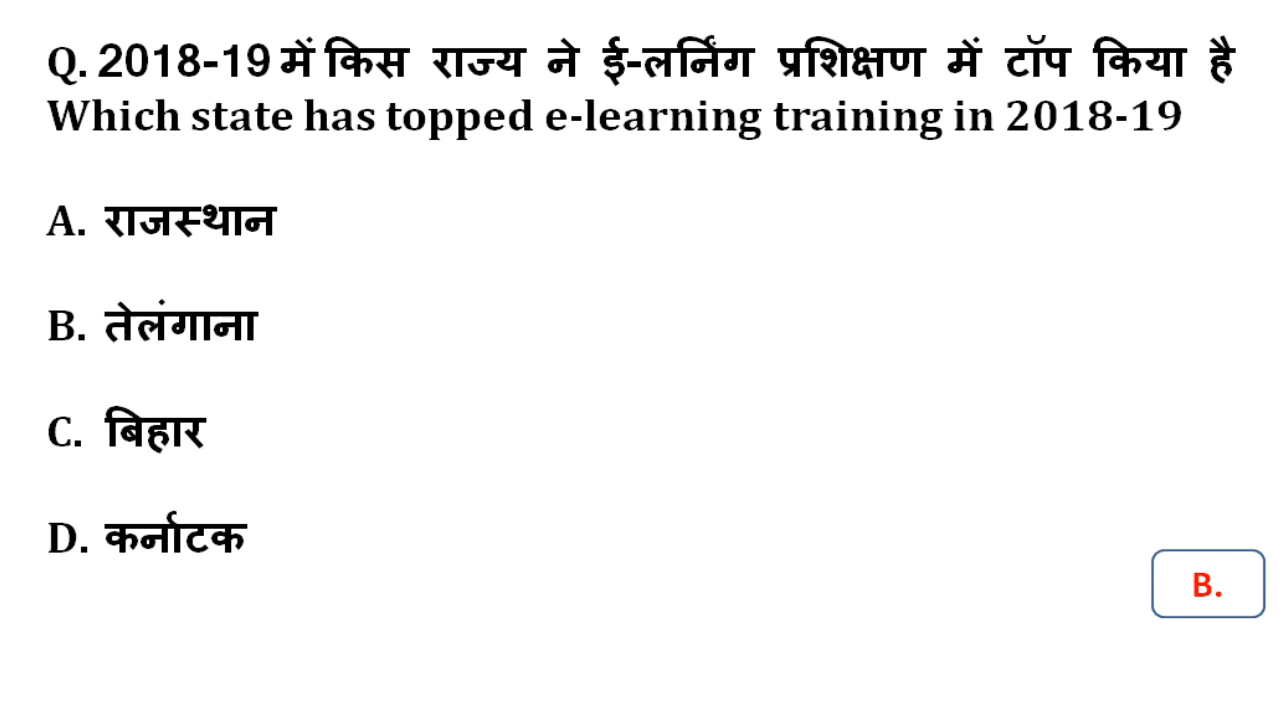 Q. 2018-19 में किस राज्य ने ई-लर्निंग प्रशिक्षण में टॉप किया है
Which state has topped e-learning training in 2018-19
A. राजस्थान
B. तेलंगाना
C. बिहार
D. कर्नाटक
B.